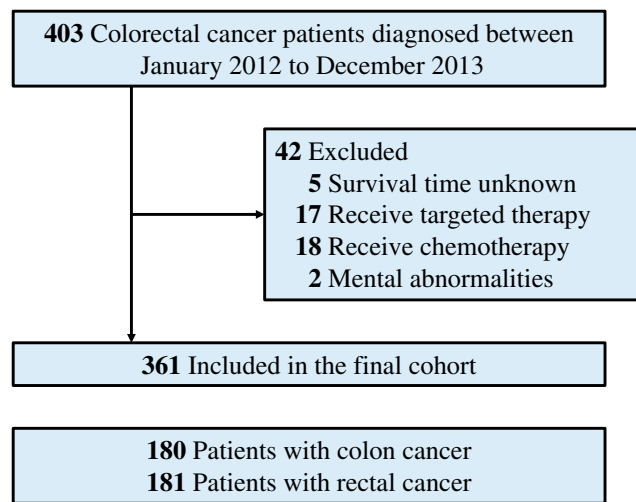 403 Colorectal cancer patients diagnosed between
January 2012 to December 2013
42 Excluded
5 Survival time unknown
17 Receive targeted therapy
18 Receive chemotherapy
2 Mental abnormalities
361 Included in the final cohort
180 Patients with colon cancer
181 Patients with rectal cancer